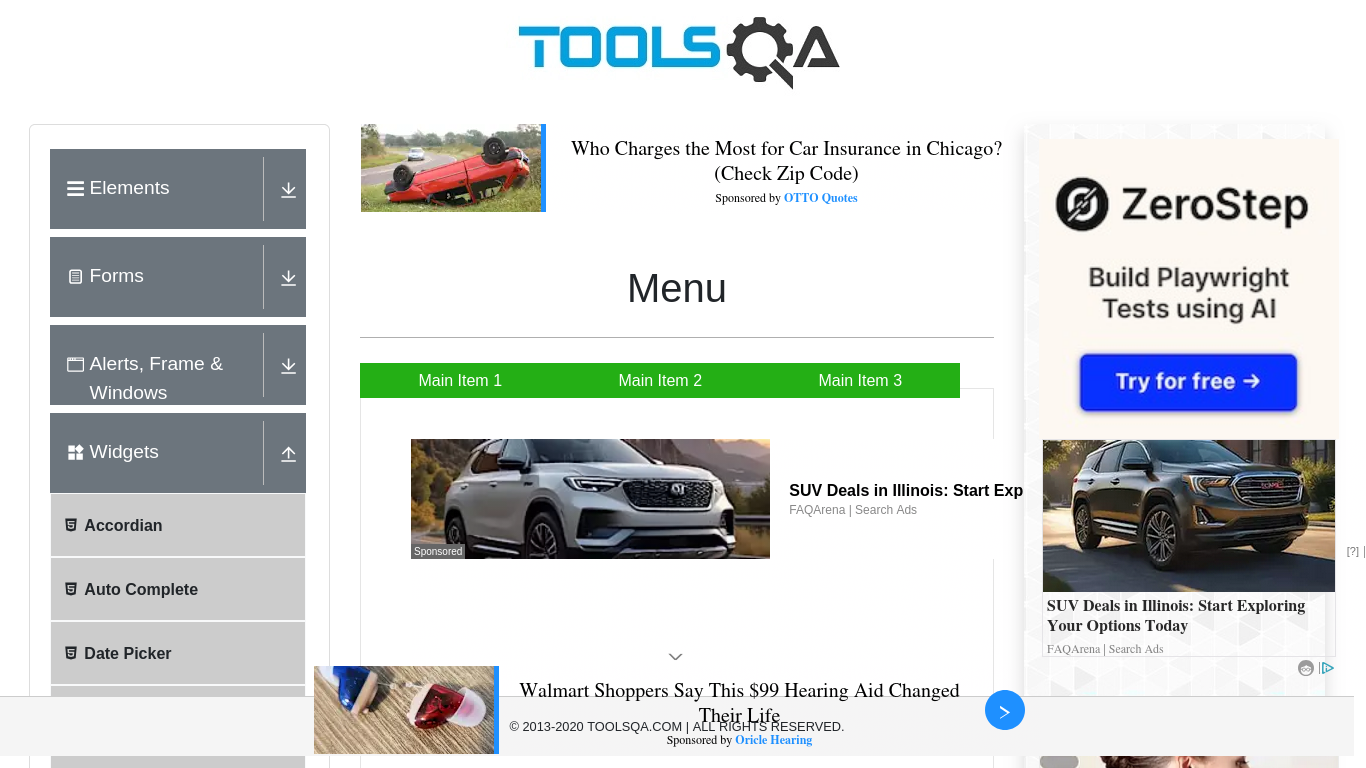 TOOLSQA
Elements
Forms
Alerts, Frame &
Windows
Widgets
Accordian
Auto Complete
Date Picker
Who Charges the Most for Car Insurance in Chicago?
(Check Zip Code)
Sponsored by OTTO Quotes
Menu
Main Item 1
Main Item 2
Main Item 3
Sponsored
SUV Deals in Illinois: Start Exp
FAQArena | Search Ads
ZeroStep
Build Playwright
Tests using AI
Try for free →
SUV Deals in Illinois: Start Exploring
Your Options Today
FAQArena | Search Ads
[?]
Walmart Shoppers Say This $99 Hearing Aid Changed
Their Life
© 2013-2020 TOOLSQA.COM | ALL RIGHTS RESERVED.
Sponsored by Oricle Hearing